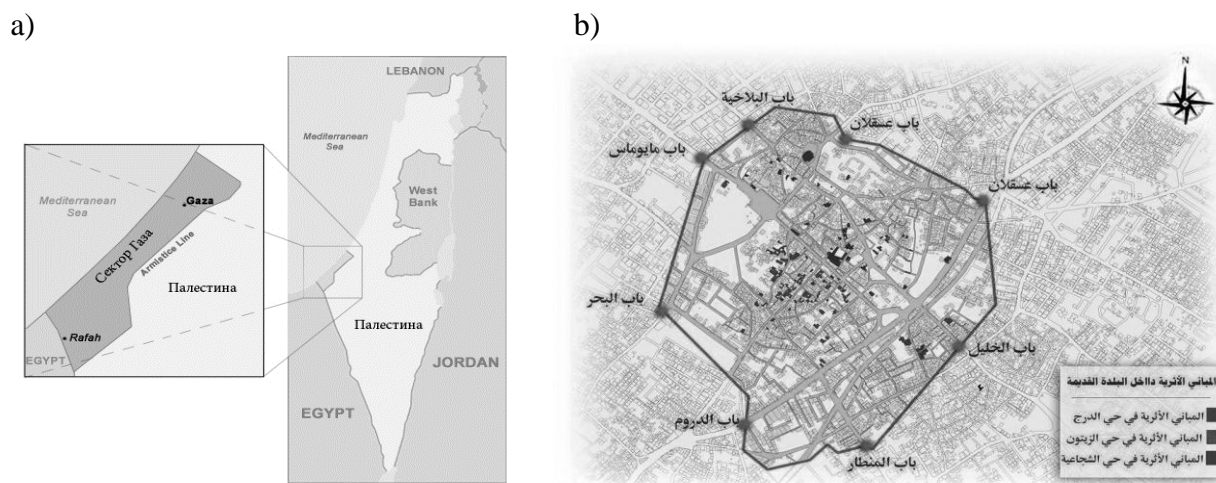 a)
LEBANON
Mediterranean
Sea
West
Bank
Палестина
JORDAN
EGYPT
Mediterranean
Sea
Gaza
Сектор Газа
Armistice Line
Палестина
Rafah
EGYPT
b)
N
باب البلاخية
باب عسقلان
باب مايوماس
باب عسقلان
باب البحر
باب الخليل
باب الدروم
باب المنطار
المباني الأثرية داخل البلدة القديمة
المباني الأثرية في حي الدرج
المباني الأثرية في حي الزيتون
المباني الأثرية في حي الشجاعية